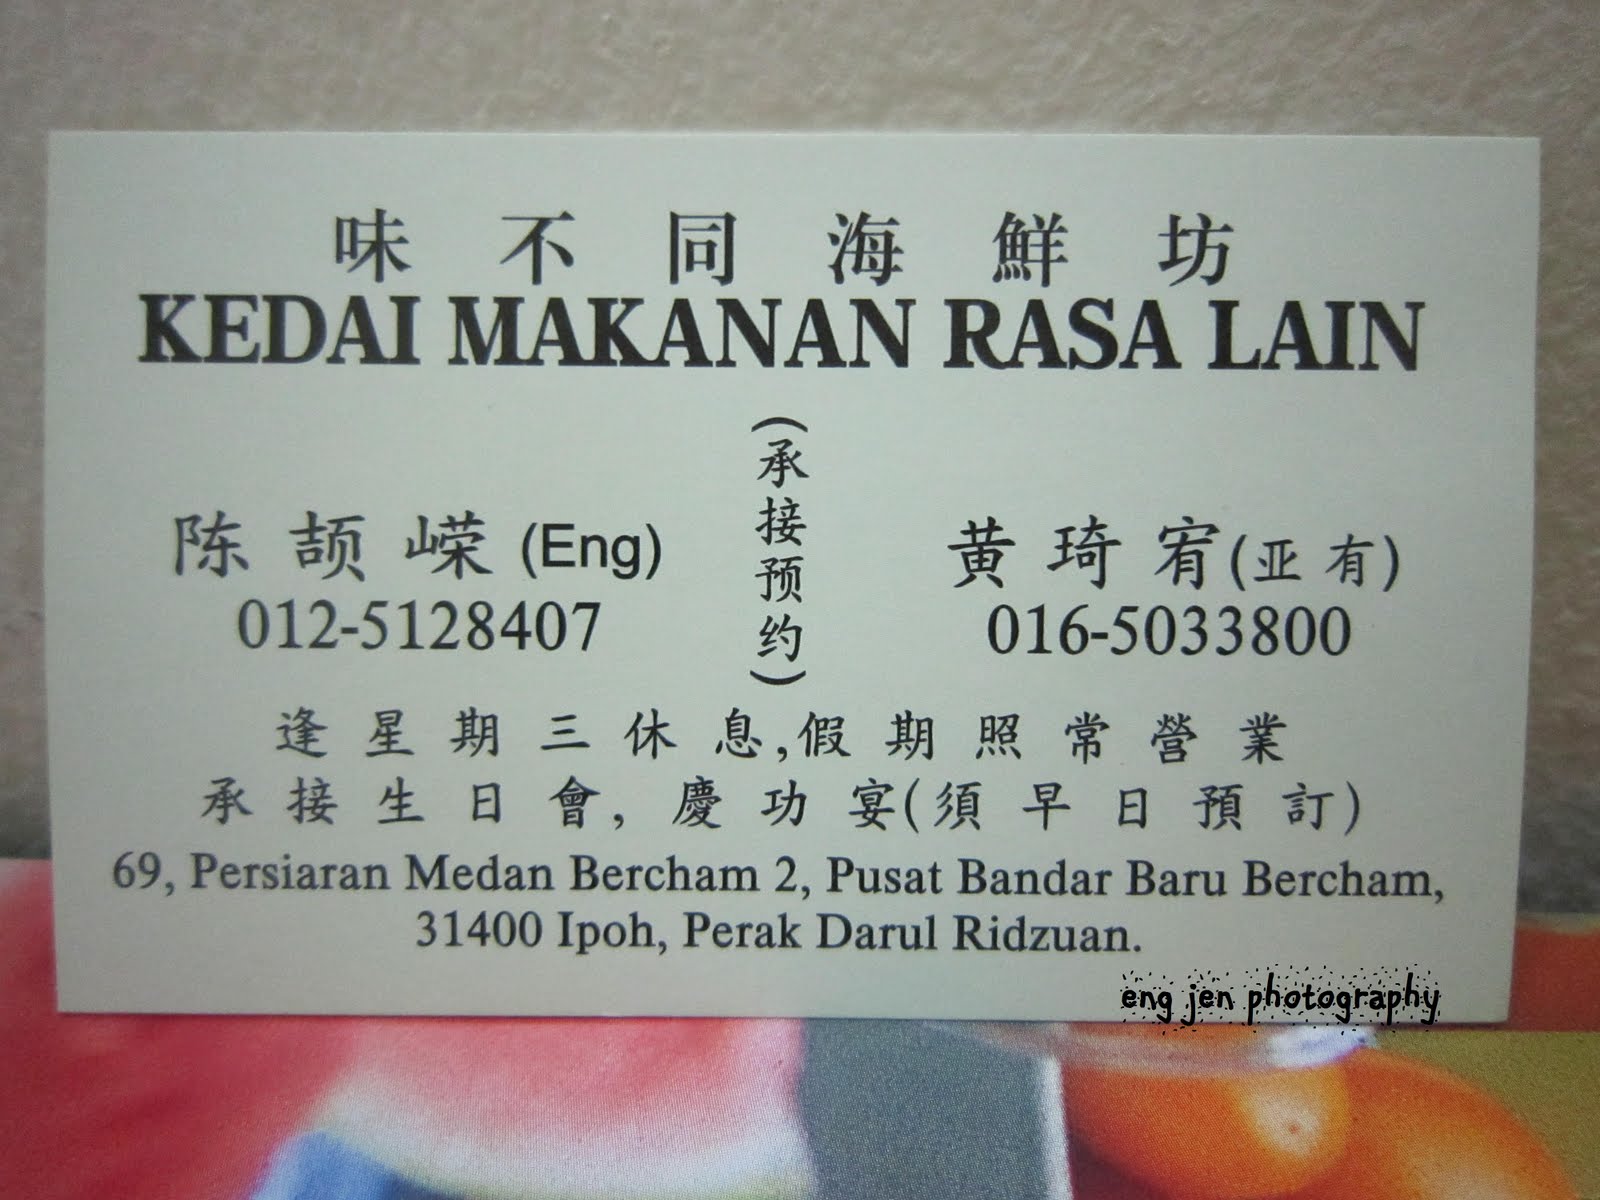 味不同海鮮坊
KEDAI MAKANAN RASA LAIN
(承接预约)
陈颉嵘(Eng)
012-5128407
黄琦宥(亚有)
016-5033800
逢星期三休息,假期照常營業
承接生日會,慶功宴(須早日預訂)
69, Persiaran Medan Bercham 2, Pusat Bandar Baru Bercham,
31400 Ipoh, Perak Darul Ridzuan.
eng jen photography